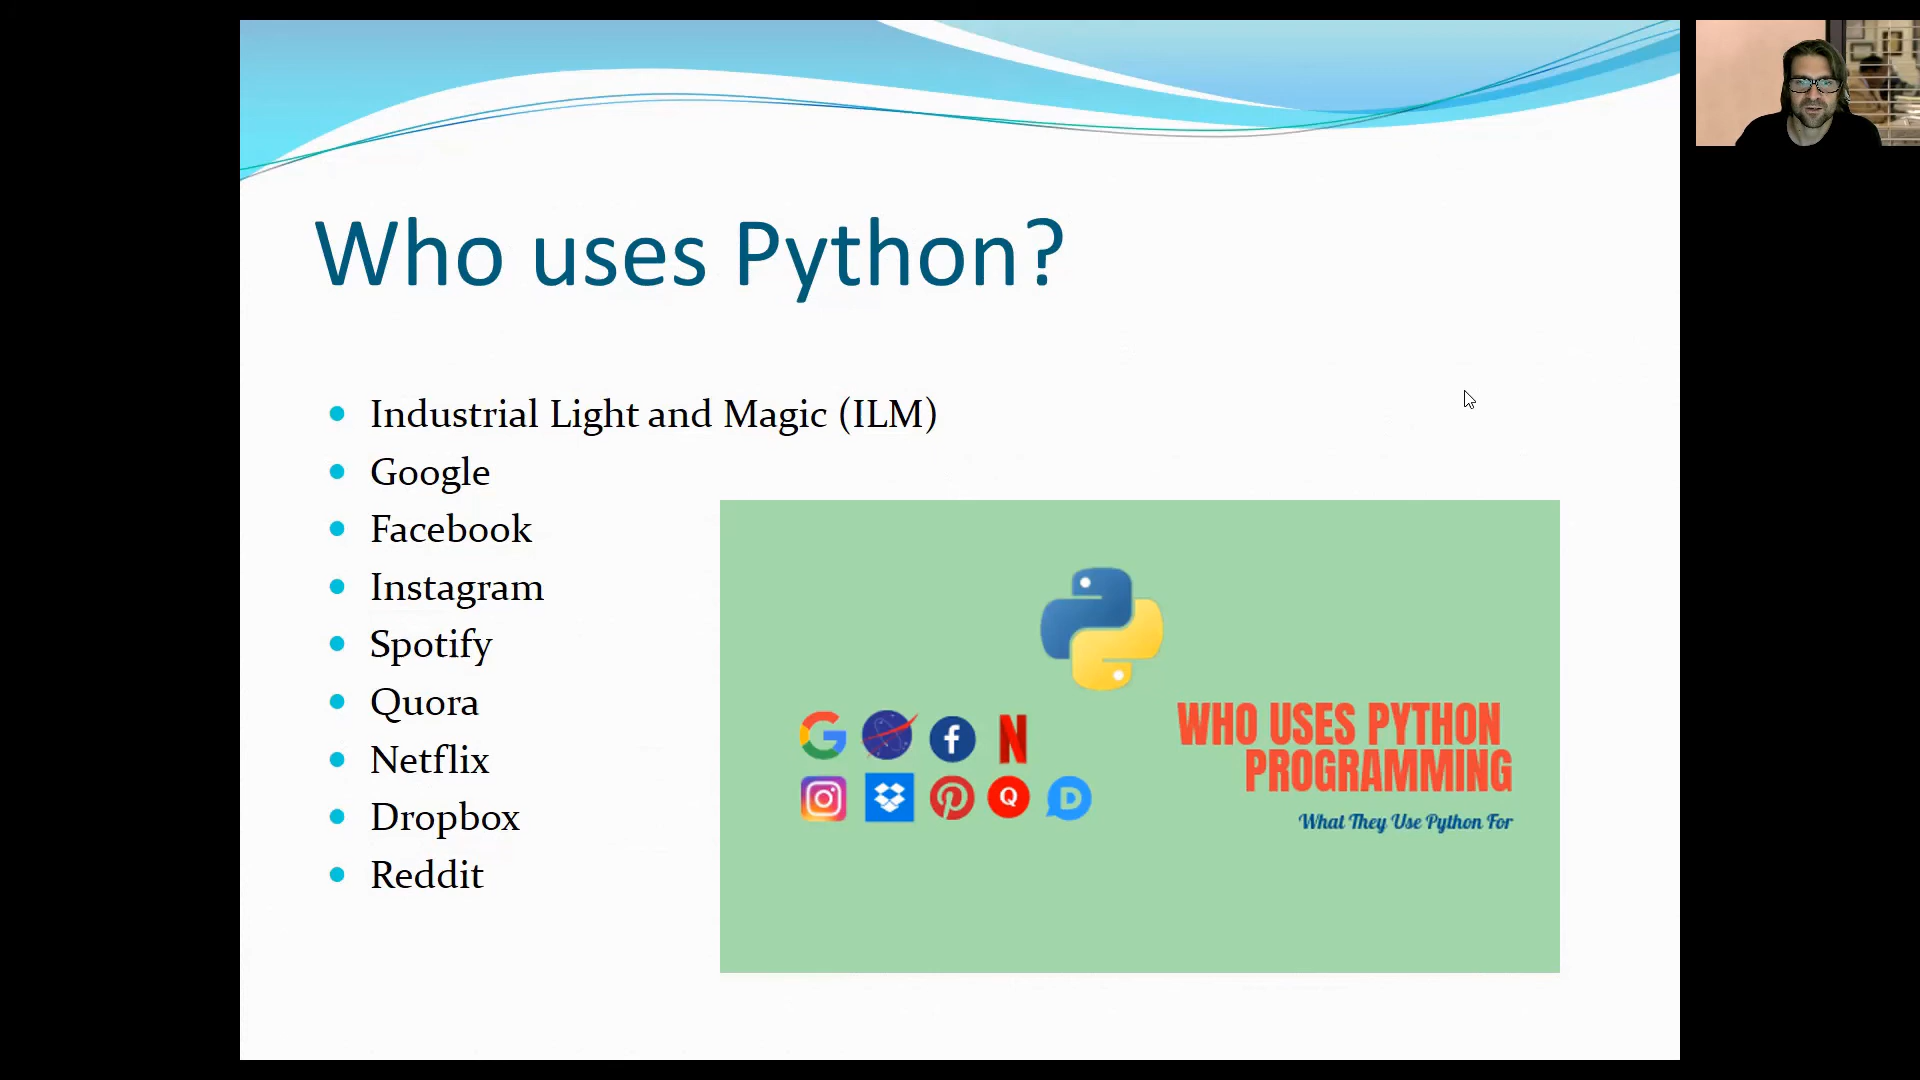 Who uses Python?
Industrial Light and Magic (ILM)
Google
Facebook
Instagram
Spotify
Quora
Netflix
Dropbox
Reddit
WHO USES PYTHON
PROGRAMMING
What They Use Python For